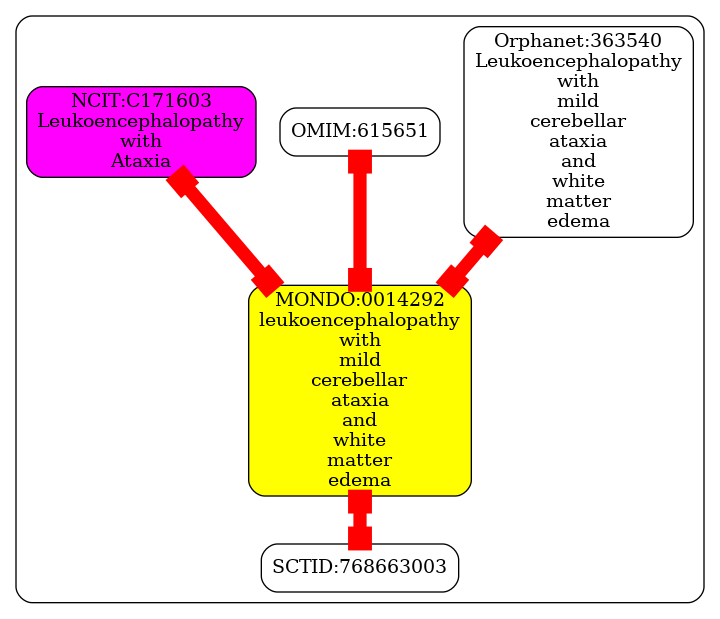 NCIT:C171603
Leukoencephalopathy
with
Ataxia
OMIM:615651
Orphanet:363540
Leukoencephalopathy
with
mild
cerebellar
ataxia
and
white
matter
edema
MONDO:0014292
leukoencephalopathy
with
mild
cerebellar
ataxia
and
white
matter
edema
SCTID:768663003